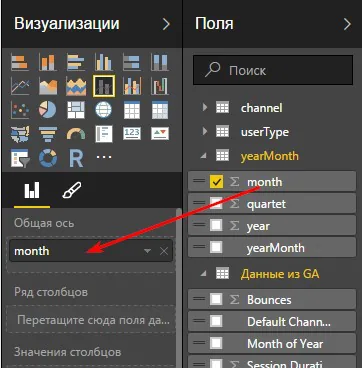 Визуализации
Поля
Поиск
channel
userType
yearMonth
month
quartet
year
yearMonth
Данные из GA
Bounces
Default Chann...
Month of Year
Session Durati...
Общая ось
month
Ряд столбцов
Перетащите сюда поля да...
Значения столбцов